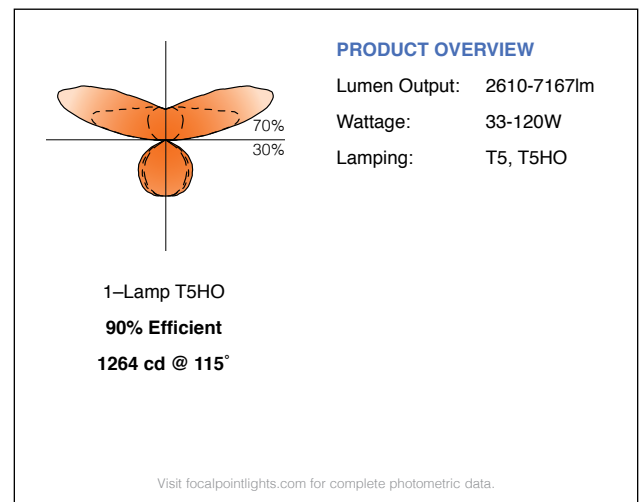 70%
30%
1–Lamp T5HO
90% Efficient
1264 cd @ 115˚
PRODUCT OVERVIEW
Lumen Output: 2610-7167lm
Wattage: 33-120W
Lamping: T5, T5HO
Visit focalpointlights.com for complete photometric data.